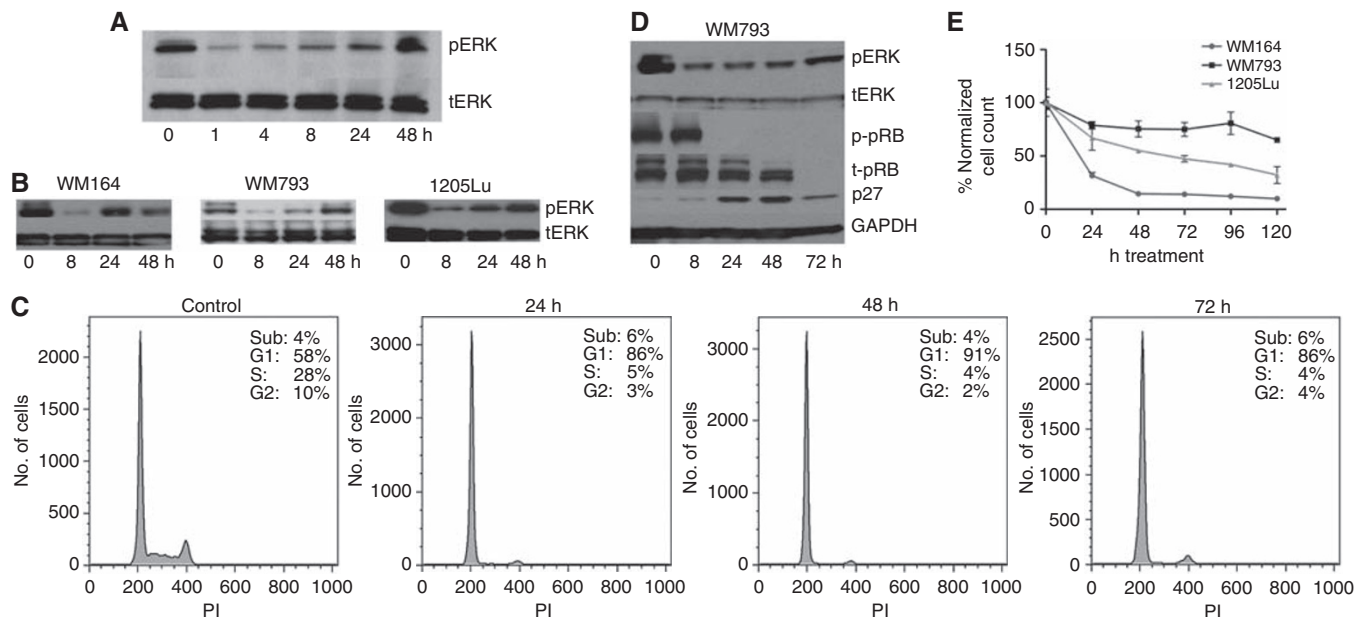 A
pERK
tERK
0 1 4 8 24 48 h
B
WM164 WM793 1205Lu
pERK
tERK
0 8 24 48 h 0 8 24 48 h 0 8 24 48 h
D
WM793
pERK
tERK
p-pRB
t-pRB
p27
GAPDH
0 8 24 48 72 h
E
WM164
WM793
1205Lu
% Normalized
cell count
150
100
50
0
0 24 48 72 96 120
h treatment
C
Control
Sub: 4%
G1: 58%
S: 28%
G2: 10%
No. of cells
2000
1500
1000
500
0
0 200 400 600 800 1000
PI
24 h
Sub: 6%
G1: 86%
S: 5%
G2: 3%
No. of cells
3000
2000
1000
0
0 200 400 600 800 1000
PI
48 h
Sub: 4%
G1: 91%
S: 4%
G2: 2%
No. of cells
3000
2000
1000
0
0 200 400 600 800 1000
PI
72 h
Sub: 6%
G1: 86%
S: 4%
G2: 4%
No. of cells
2500
2000
1500
1000
500
0
0 200 400 600 800 1000
PI